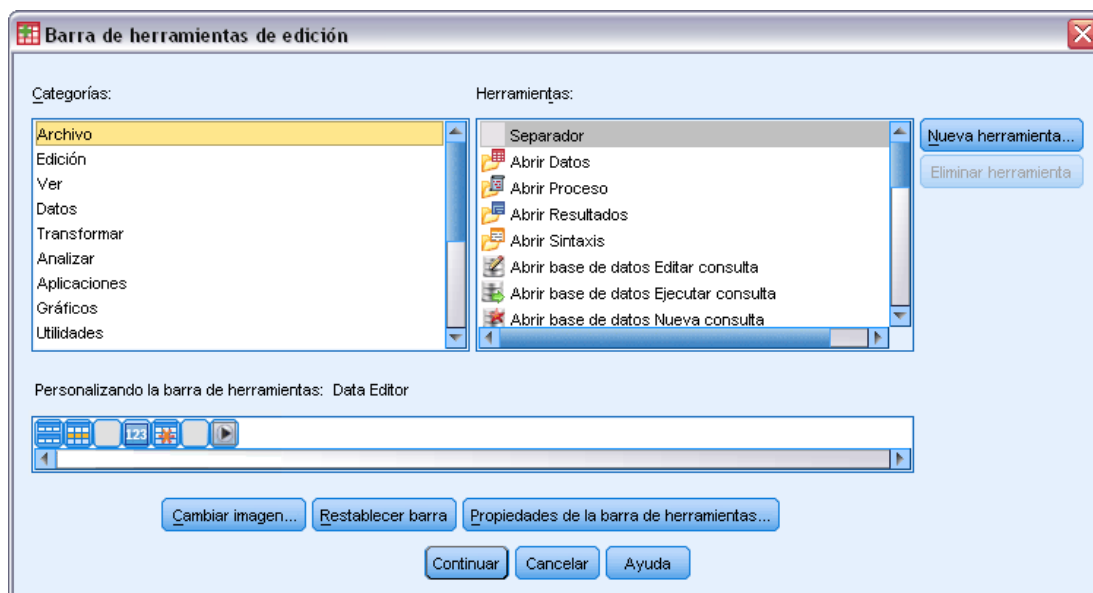 Barra de herramientas de edición
Categorías:
Herramientas:
Archivo
Edición
Ver
Datos
Transformar
Analizar
Aplicaciones
Gráficos
Utilidades
Separador
Abrir Datos
Abrir Proceso
Abrir Resultados
Abrir Sintaxis
Abrir base de datos Editar consulta
Abrir base de datos Ejecutar consulta
Abrir base de datos Nueva consulta
Nueva herramienta...
Eliminar herramienta
Personalizando la barra de herramientas: Data Editor
123
Cambiar imagen...
Restablecer barra
Propiedades de la barra de herramientas...
Continuar
Cancelar
Ayuda